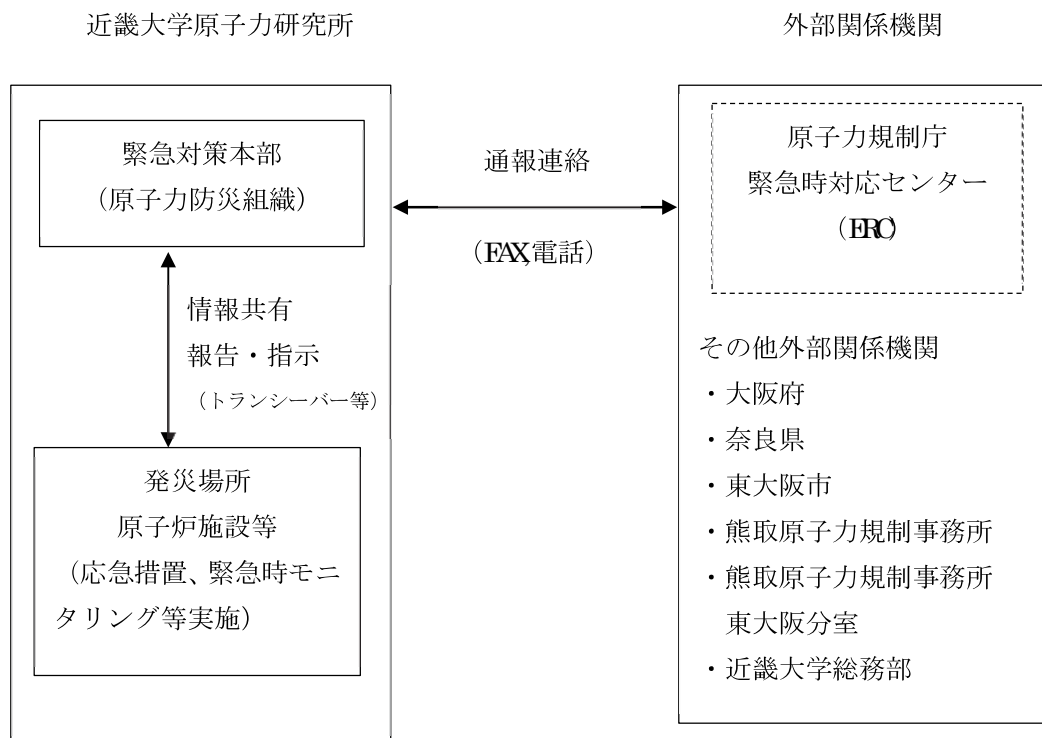 近畿大学原子力研究所
外部関係機関
緊急対策本部
（原子力防災組織）
情報共有
報告・指示
（トランシーバー等）
発災場所
原子炉施設等
（応急措置、緊急時モニ
タリング等実施）
通報連絡
（FAX,電話）
原子力規制庁
緊急時対応センター
（ERC）
その他外部関係機関
・大阪府
・奈良県
・東大阪市
・熊取原子力規制事務所
・熊取原子力規制事務所
東大阪分室
・近畿大学総務部